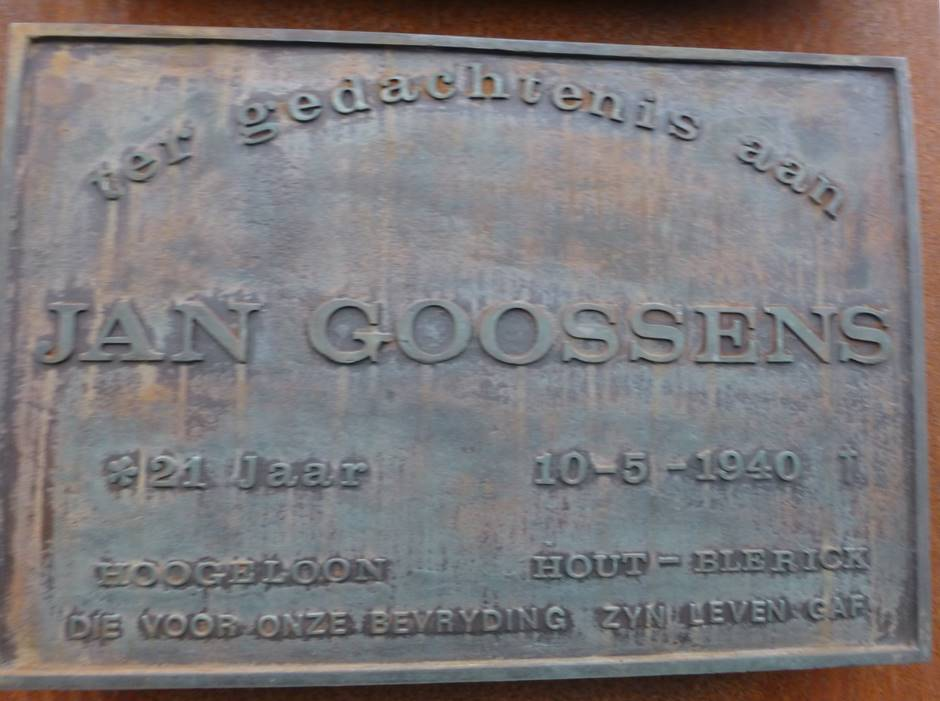 ter gedachtenis aan
JAN GOOSSENS
* 21 Jaar 10-5-1940 †
HOOGELOON HOUT-BLERICK
DIE VOOR ONZE BEVRYDING ZYN LEVEN GAF